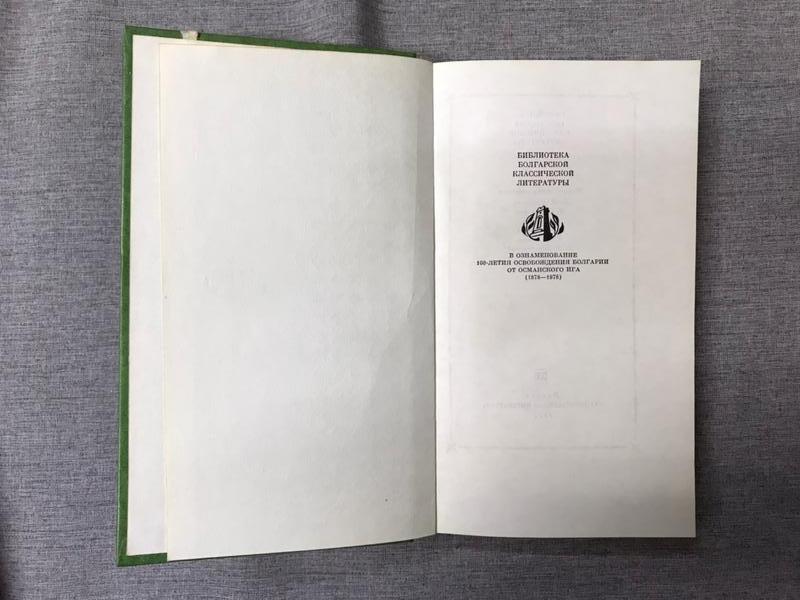 БИБЛИОТЕКА
БОЛГАРСКОЙ
КЛАССИЧЕСКОЙ
ЛИТЕРАТУРЫ
В ОЗНАМЕНОВАНИЕ
100-ЛЕТИЯ ОСВОБОЖДЕНИЯ БОЛГАРИИ
ОТ ОСМАНСКОГО ИГА
(1878—1978)